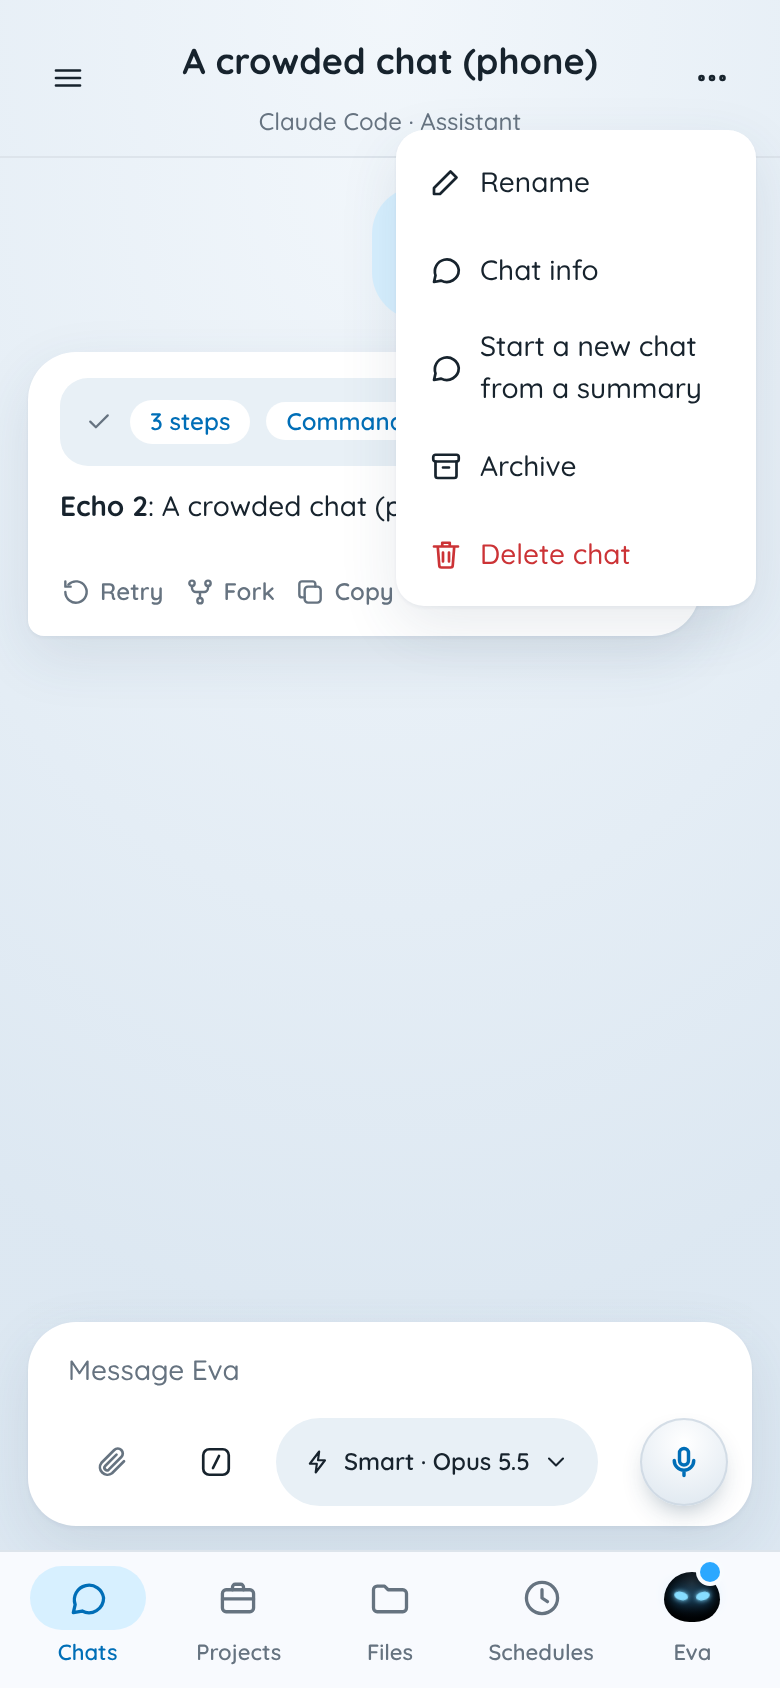 A crowded chat (phone)
Claude Code · Assistant
Rename
Chat info
Start a new chat
from a summary
Archive
Delete chat
3 steps
Echo 2: A crowded chat
Retry
Fork
Copy
Message Eva
Smart · Opus 5.5
Chats
Projects
Files
Schedules
Eva